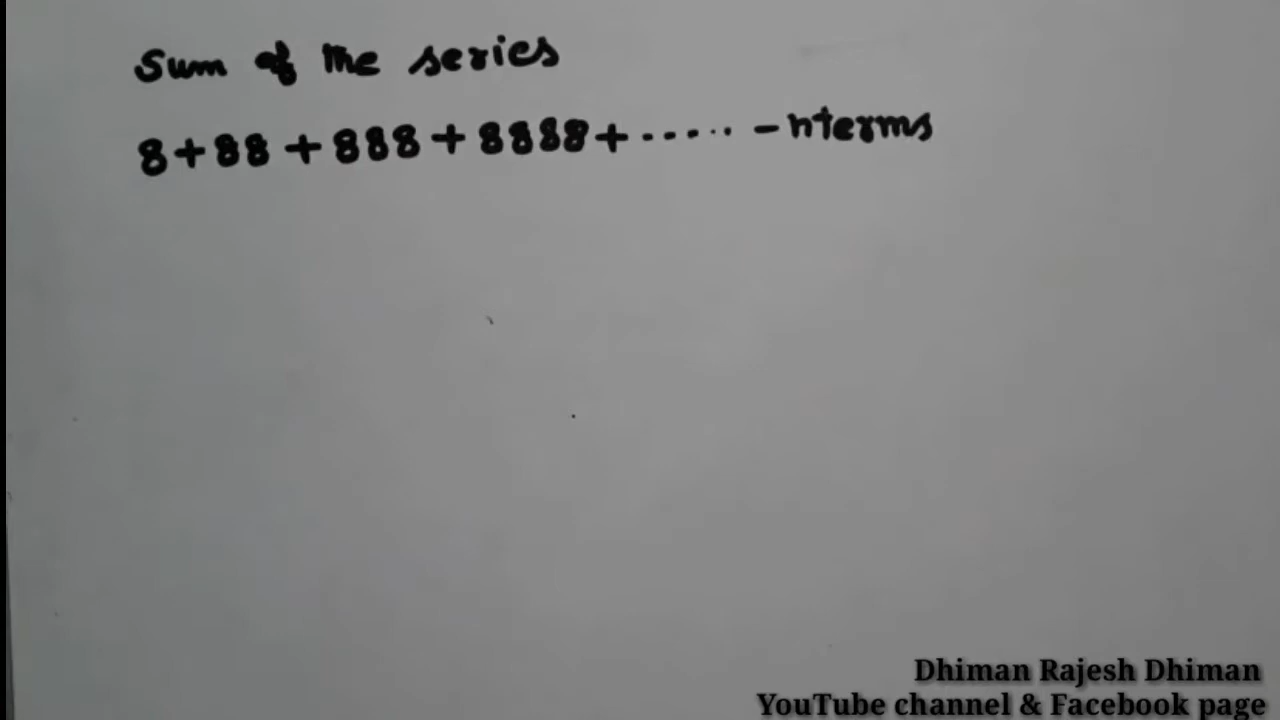 Sum of the series
8+88+888+8888+······ - nterms
Dhiman Rajesh Dhiman
YouTube channel & Facebook page